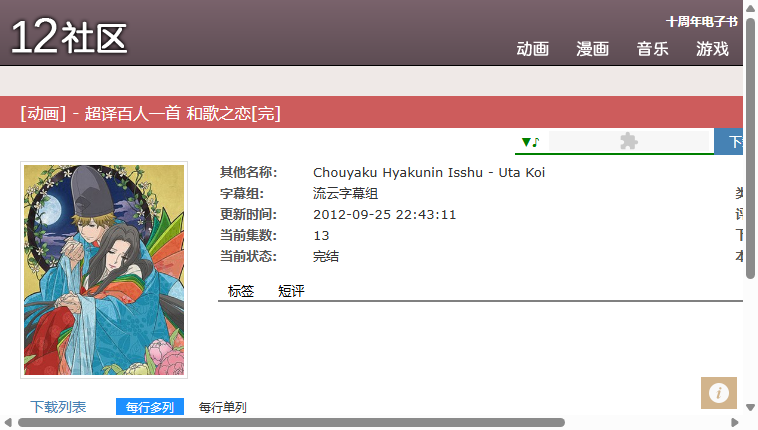 12社区
十周年电子书
动画 漫画 音乐 游戏
[动画] - 超译百人一首 和歌之恋[完]
▼♪
其他名称: Chouyaku Hyakunin Isshu - Uta Koi
字幕组: 流云字幕组
更新时间: 2012-09-25 22:43:11
当前集数: 13
当前状态: 完结
标签 短评
下载列表 每行多列 每行单列